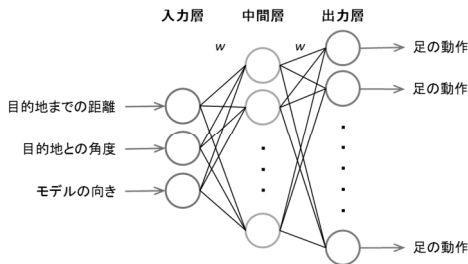 入力層 中間層 出力層
w w
足の動作
足の動作
目的地までの距離
目的地との角度
モデルの向き
足の動作